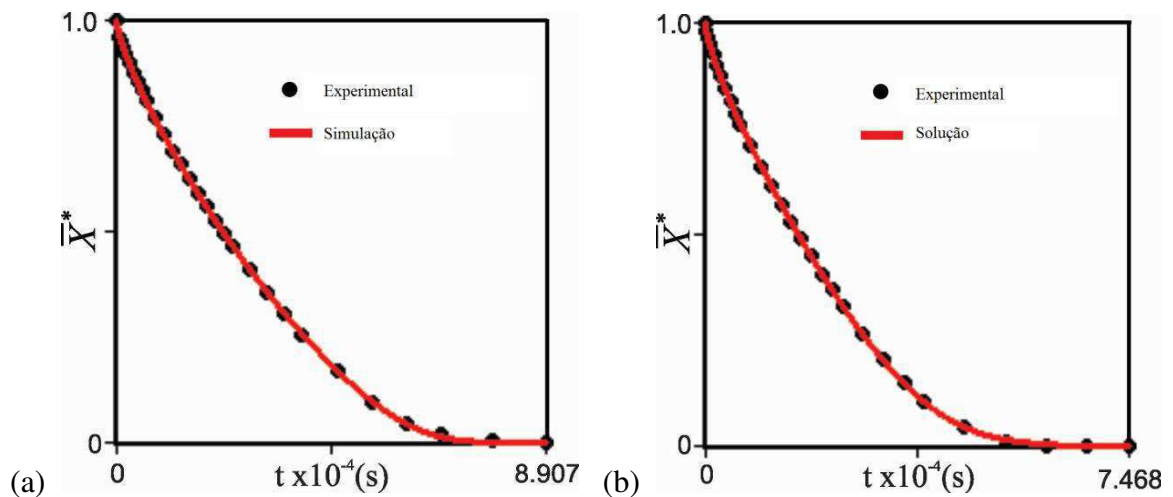 1.0
Experimental
Simulação
X̅*
0
(a)
0
t x10⁻⁴(s)
8.907
1.0
Experimental
Solução
X̅*
0
(b)
0
t x10⁻⁴(s)
7.468